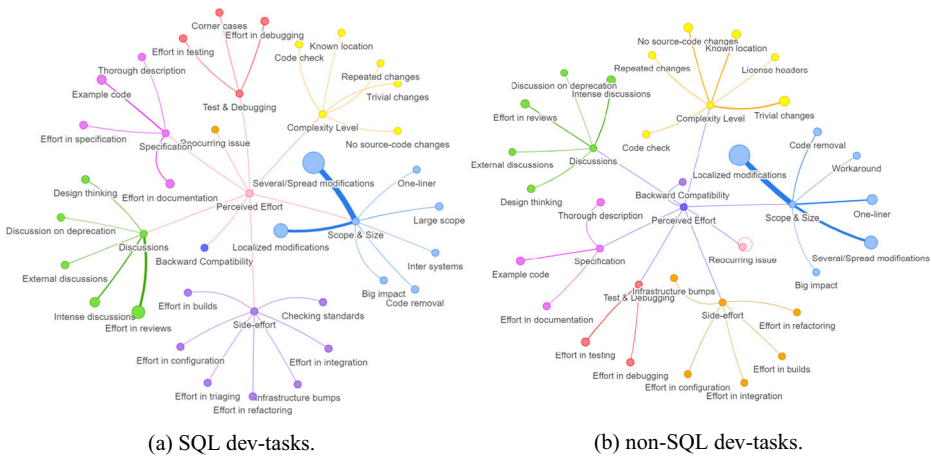 Corner cases
Effort in debugging
Effort in testing
Known location
Code check
Thorough description
Repeated changes
Example code
Trivial changes
Test & Debugging
Complexity Level
Effort in specification
Reocurring issue
No source-code changes
Specification
Several/Spread modifications
One-liner
Design thinking
Effort in documentation
Perceived Effort
Large scope
Discussion on deprecation
Scope & Size
Discussions
Localized modifications
Backward Compatibility
Inter systems
External discussions
Big impact
Code removal
Intense discussions
Effort in builds
Checking standards
Effort in reviews
Side-effort
Effort in configuration
Effort in integration
Effort in triaging
Infrastructure bumps
Effort in refactoring
(a) SQL dev-tasks.
No source-code changes
Known location
Repeated changes
License headers
Discussion on deprecation
Intense discussions
Trivial changes
Effort in reviews
Complexity Level
Code removal
Code check
External discussions
Discussions
Localized modifications
Workaround
Design thinking
Backward Compatibility
One-liner
Thorough description
Perceived Effort
Scope & Size
Reocurring issue
Several/Spread modifications
Specification
Example code
Infrastructure bumps
Big impact
Test & Debugging
Effort in documentation
Side-effort
Effort in refactoring
Effort in testing
Effort in builds
Effort in debugging
Effort in configuration
Effort in integration
(b) non-SQL dev-tasks.